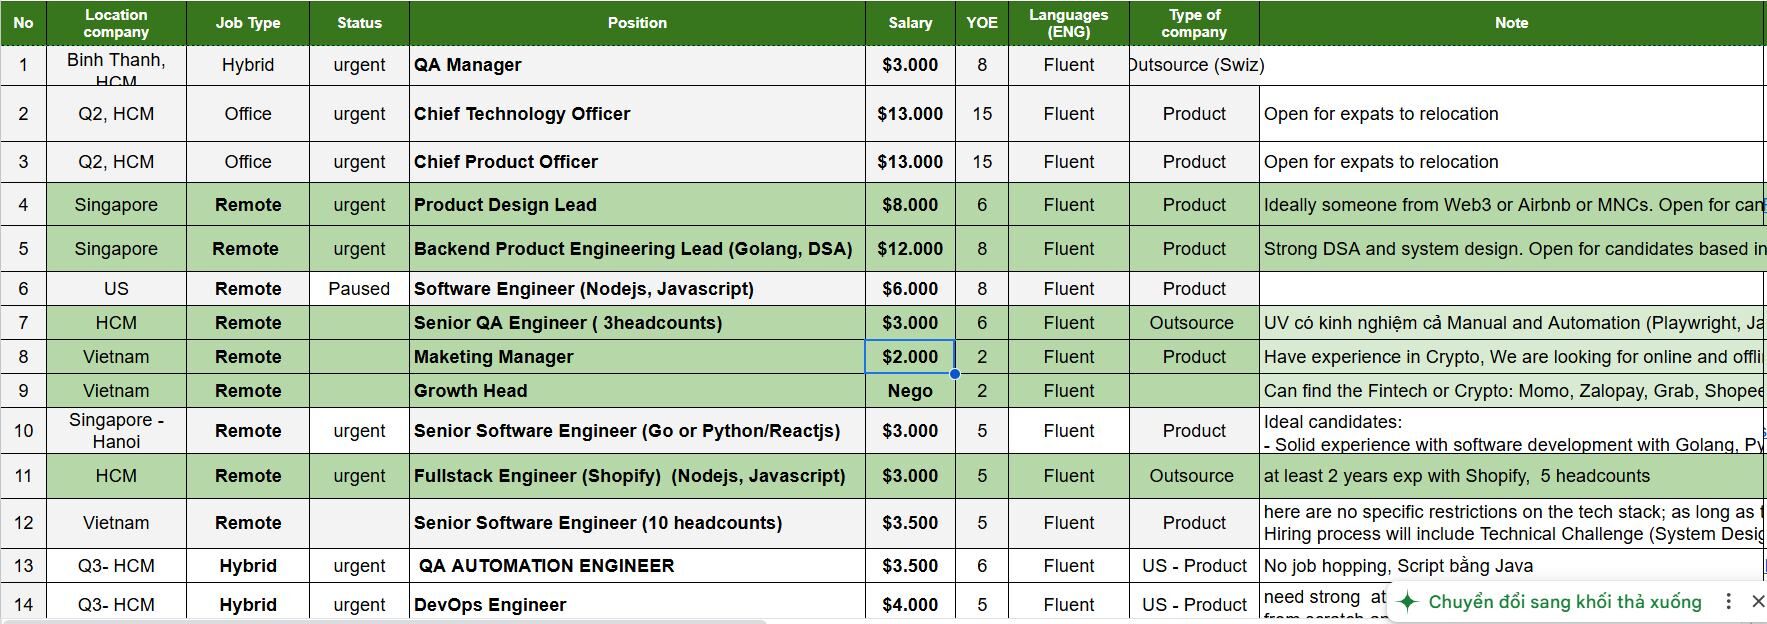 No Location company Job Type Status Position Salary YOE Languages (ENG) Type of company Note
1 Binh Thanh, HCM Hybrid urgent QA Manager $3.000 8 Fluent Outsource (Swiz)
2 Q2, HCM Office urgent Chief Technology Officer $13.000 15 Fluent Product Open for expats to relocation
3 Q2, HCM Office urgent Chief Product Officer $13.000 15 Fluent Product Open for expats to relocation
4 Singapore Remote urgent Product Design Lead $8.000 6 Fluent Product Ideally someone from Web3 or Airbnb or MNCs. Open for can
5 Singapore Remote urgent Backend Product Engineering Lead (Golang, DSA) $12.000 8 Fluent Product Strong DSA and system design. Open for candidates based in
6 US Remote Paused Software Engineer (Nodejs, Javascript) $6.000 8 Fluent Product
7 HCM Remote Senior QA Engineer ( 3headcounts) $3.000 6 Fluent Outsource UV có kinh nghiệm cả Manual and Automation (Playwright, Ja
8 Vietnam Remote Maketing Manager $2.000 2 Fluent Product Have experience in Crypto, We are looking for online and offli
9 Vietnam Remote Growth Head Nego 2 Fluent Can find the Fintech or Crypto: Momo, Zalopay, Grab, Shopee
10 Singapore - Hanoi Remote urgent Senior Software Engineer (Go or Python/Reactjs) $3.000 5 Fluent Product Ideal candidates:
- Solid experience with software development with Golang, Py
11 HCM Remote urgent Fullstack Engineer (Shopify) (Nodejs, Javascript) $3.000 5 Fluent Outsource at least 2 years exp with Shopify, 5 headcounts
12 Vietnam Remote Senior Software Engineer (10 headcounts) $3.500 5 Fluent Product here are no specific restrictions on the tech stack; as long as t
Hiring process will include Technical Challenge (System Desig
13 Q3- HCM Hybrid urgent QA AUTOMATION ENGINEER $3.500 6 Fluent US - Product No job hopping, Script bằng Java
14 Q3- HCM Hybrid urgent DevOps Engineer $4.000 5 Fluent US - Product need strong at
Chuyển đổi sang khối thả xuống